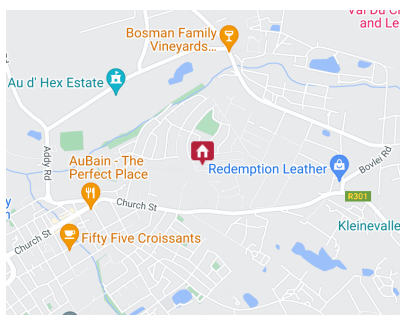 Val Du Ch
and Le
Bosman Family
Vineyards...
Au d' Hex Estate
Addy Rd
Bovlei Rd
AuBain - The
Perfect Place
Redemption Leather
R301
Church St
Kleinevalle
Church St
Fifty Five Croissants